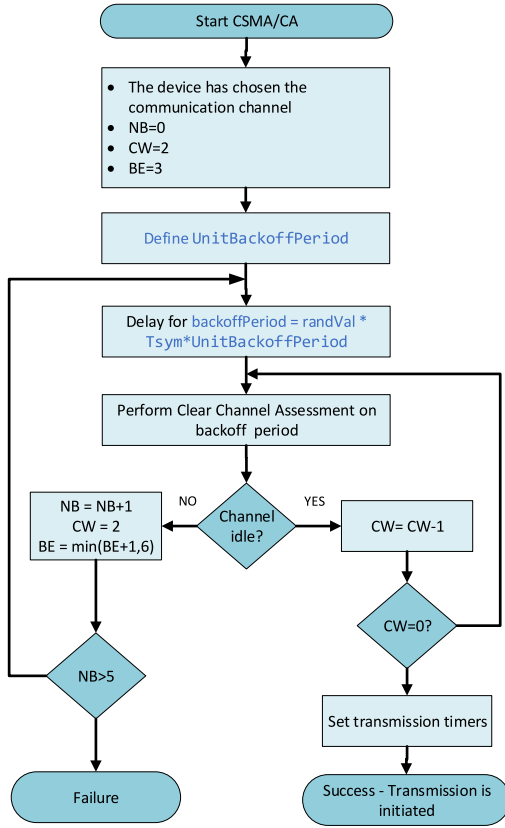 Start CSMA/CA
• The device has chosen the
communication channel
• NB=0
• CW=2
• BE=3
Define UnitBackoffPeriod
Delay for backoffPeriod = randVal *
Tsym*UnitBackoffPeriod
Perform Clear Channel Assessment on
backoff period
NO
YES
Channel
idle?
NB = NB+1
CW = 2
BE = min(BE+1,6)
CW= CW-1
CW=0?
NB>5
Set transmission timers
Failure
Success - Transmission is
initiated